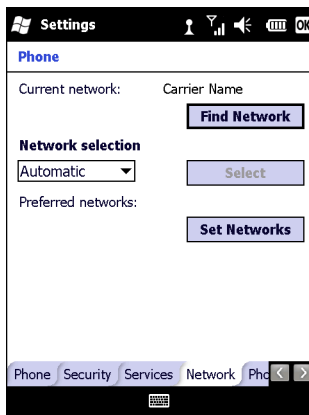 Settings OK
Phone
Current network: Carrier Name
Find Network
Network selection
Automatic Select
Preferred networks:
Set Networks
Phone Security Services Network Pho